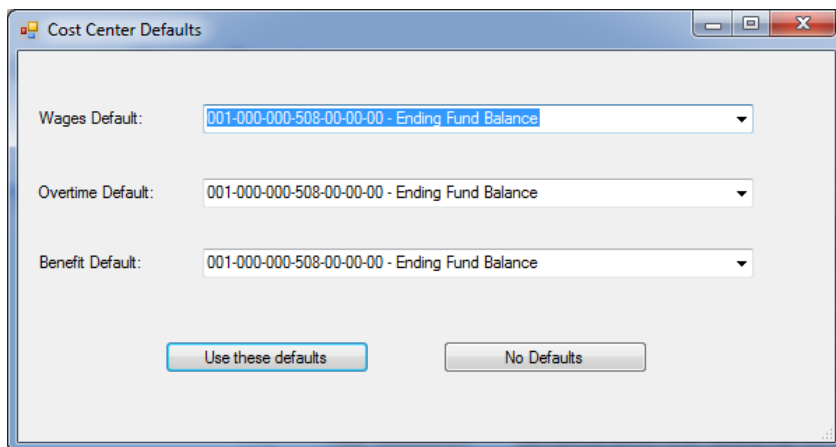 Cost Center Defaults
Wages Default: 001-000-000-508-00-00-00 - Ending Fund Balance
Overtime Default: 001-000-000-508-00-00-00 - Ending Fund Balance
Benefit Default: 001-000-000-508-00-00-00 - Ending Fund Balance
Use these defaults No Defaults